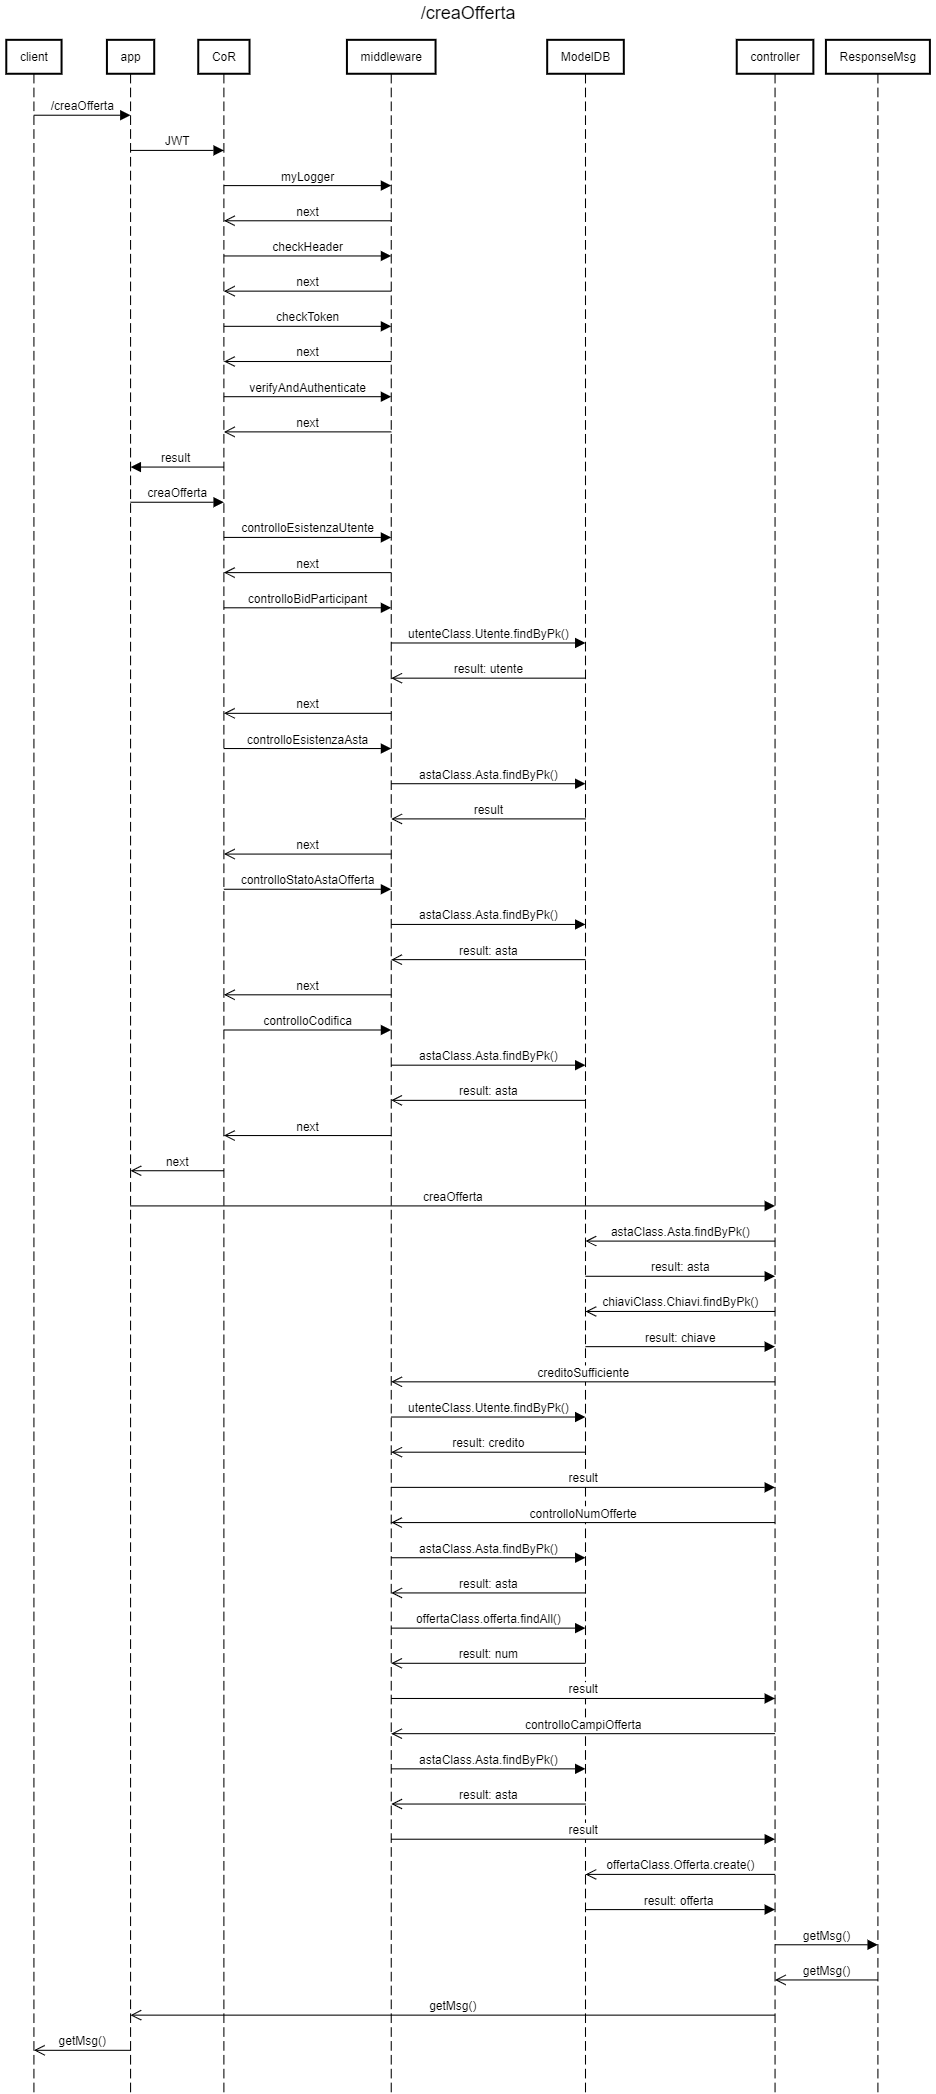 /creaOfferta
client
app
CoR
middleware
ModelDB
controller
ResponseMsg
/creaOfferta
JWT
myLogger
next
checkHeader
next
checkToken
next
verifyAndAuthenticate
next
result
creaOfferta
controlloEsistenzaUtente
next
controlloBidParticipant
utenteClass.Utente.findByPk()
result: utente
next
controlloEsistenzaAsta
astaClass.Asta.findByPk()
result
next
controlloStatoAstaOfferta
astaClass.Asta.findByPk()
result: asta
next
controlloCodifica
astaClass.Asta.findByPk()
result: asta
next
next
creaOfferta
astaClass.Asta.findByPk()
result: asta
chiaviClass.Chiavi.findByPk()
result: chiave
creditoSufficiente
utenteClass.Utente.findByPk()
result: credito
result
controlloNumOfferte
astaClass.Asta.findByPk()
result: asta
offertaClass.offerta.findAll()
result: num
result
controlloCampiOfferta
astaClass.Asta.findByPk()
result: asta
result
offertaClass.Offerta.create()
result: offerta
getMsg()
getMsg()
getMsg()
getMsg()